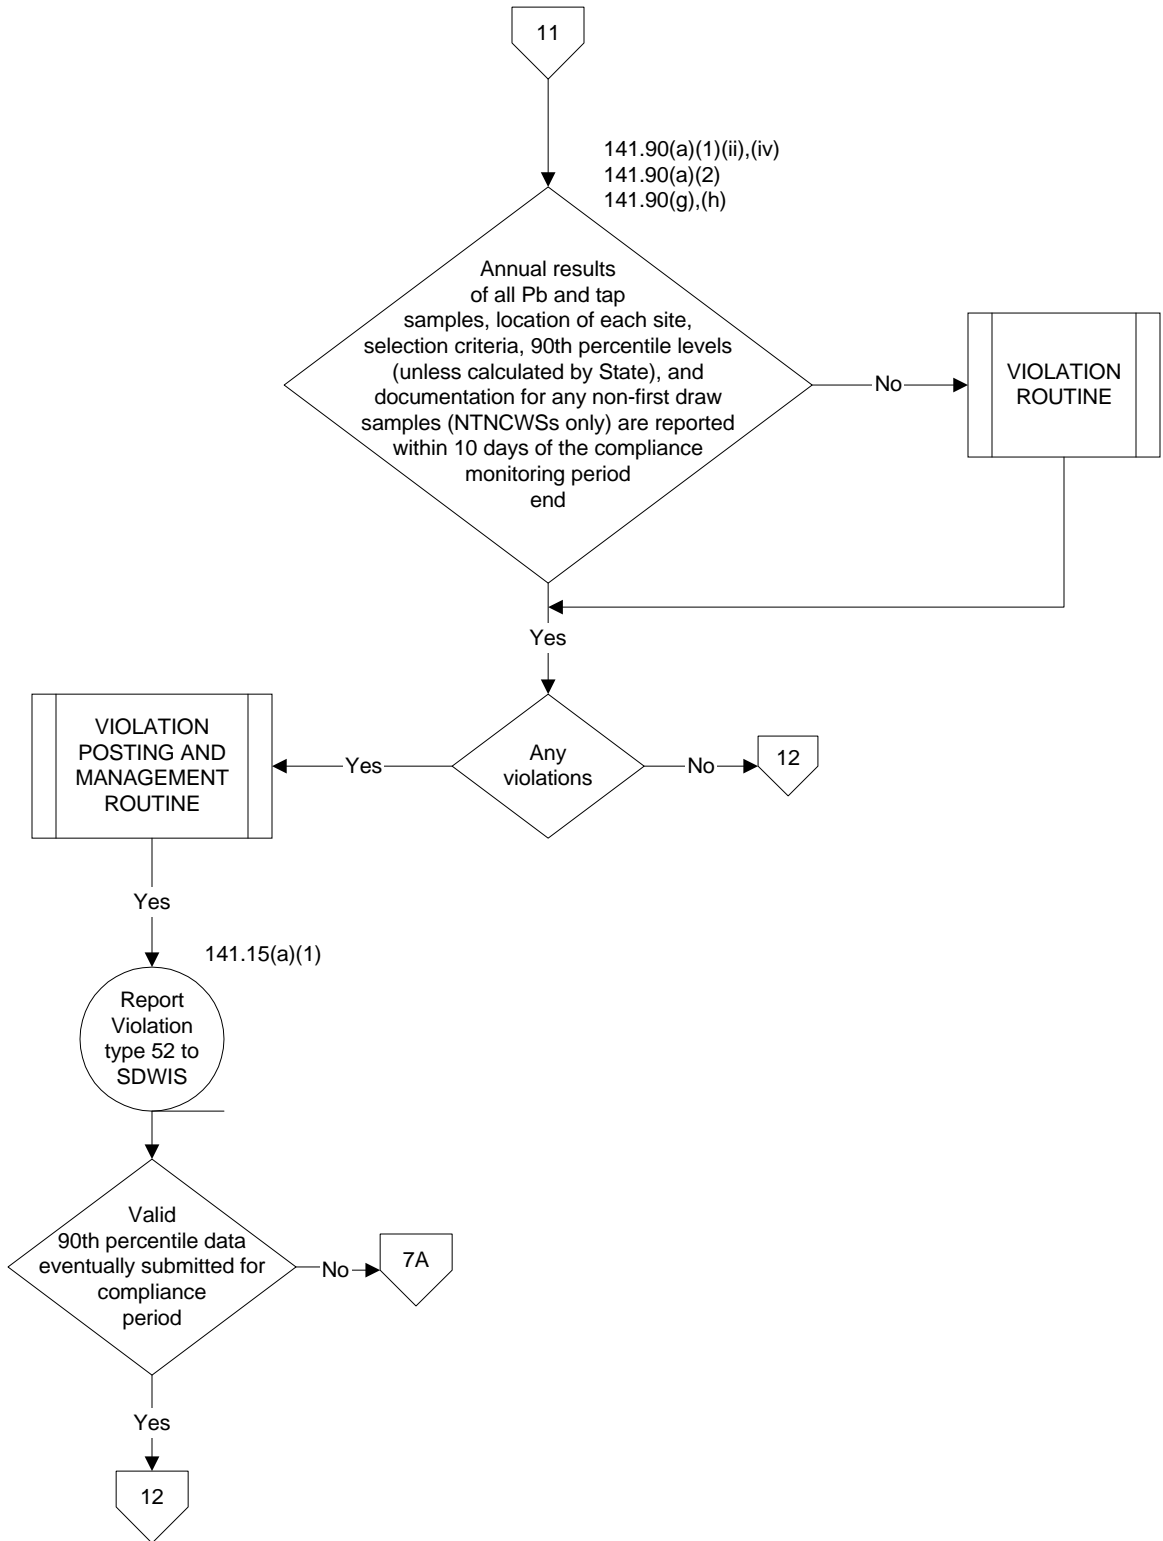 11
141.90(a)(1)(ii),(iv)
141.90(a)(2)
141.90(g),(h)
Annual results
of all Pb and tap
samples, location of each site,
selection criteria, 90th percentile levels
(unless calculated by State), and
documentation for any non-first draw
samples (NTNCWSs only) are reported
within 10 days of the compliance
monitoring period
end
No
VIOLATION
ROUTINE
Yes
VIOLATION
POSTING AND
MANAGEMENT
ROUTINE
Yes
Any
violations
No
12
Yes
141.15(a)(1)
Report
Violation
type 52 to
SDWIS
Valid
90th percentile data
eventually submitted for
compliance
period
No
7A
Yes
12